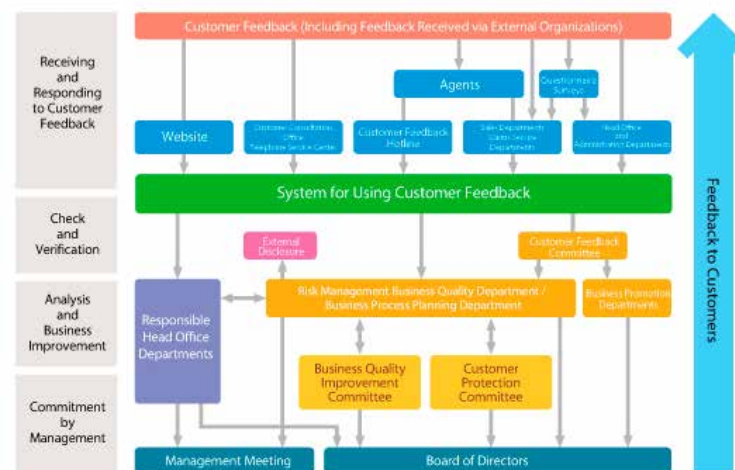 Customer Feedback (Including Feedback Received via External Organizations)
Receiving
and
Responding
to Customer
Feedback
Agents
Questionnaire
Surveys
Website
Customer Consultation
Office
Telephone Service Center
Customer Feedback
Hotline
Sales Departments
Claims Service
Departments
Head Office
and
Administration Departments
System for Using Customer Feedback
Check
and
Verification
External
Disclosure
Customer Feedback
Committee
Analysis
and
Business
Improvement
Responsible
Head Office
Departments
Risk Management Business Quality Department /
Business Process Planning Department
Business Promotion
Departments
Business Quality
Improvement
Committee
Customer
Protection
Committee
Commitment
by
Management
Management Meeting
Board of Directors
Feedback to Customers